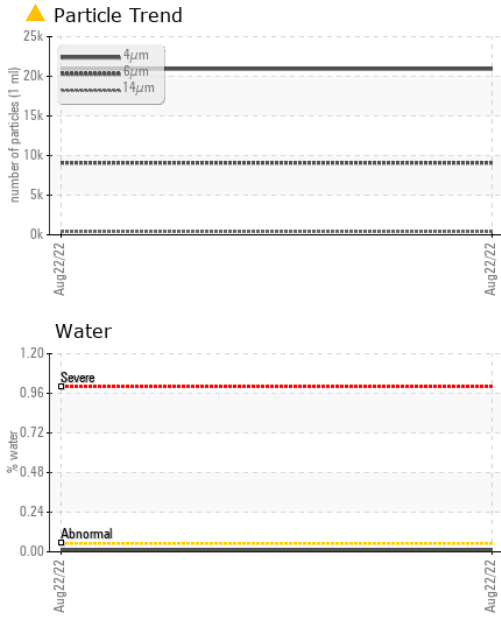 Particle Trend
number of particles (1 ml)
25k
20k
15k
10k
5k
0k
4µm
6µm
14µm
Aug22/22
Aug22/22
Water
% water
1.20
0.96
0.72
0.48
0.24
0.00
Severe
Abnormal
Aug22/22
Aug22/22